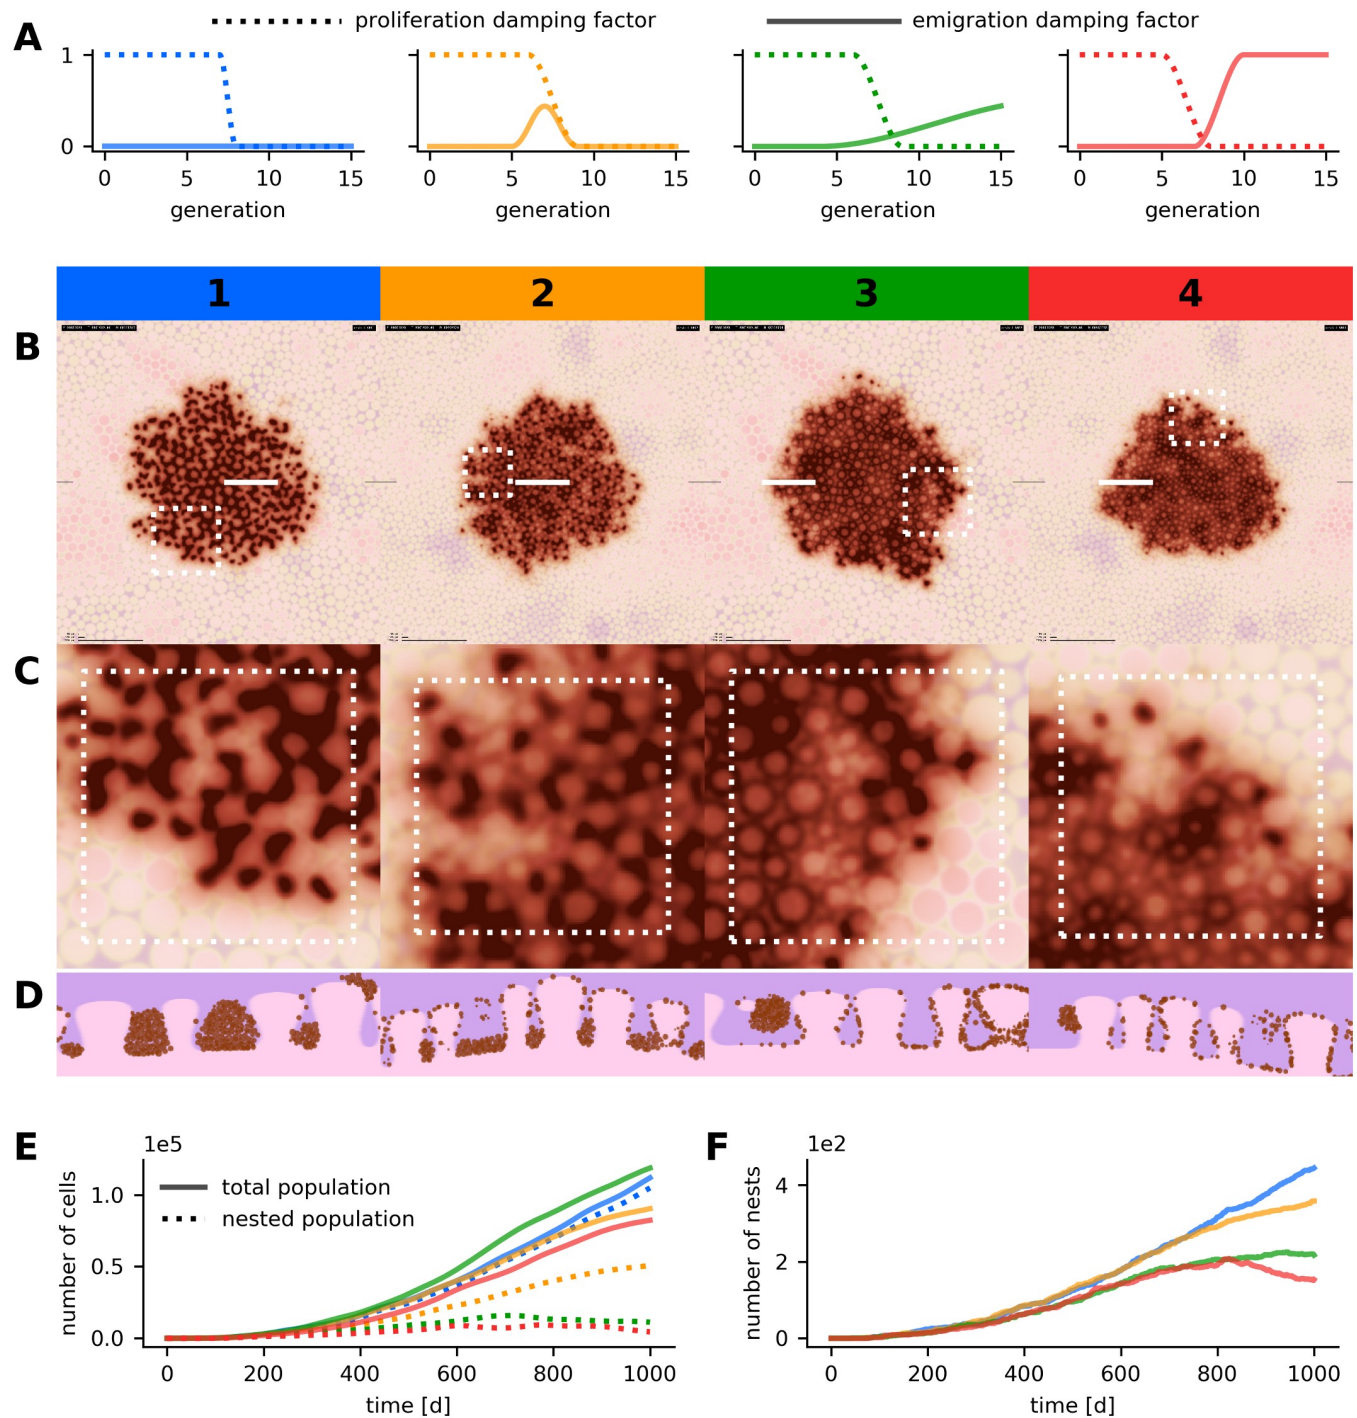 A
proliferation damping factor
emigration damping factor
1
0
0 5 10 15
0 5 10 15
0 5 10 15
0 5 10 15
generation
generation
generation
generation
1 2 3 4
B
C
D
E
1e5
number of cells
1.0
0.5
0.0
total population
nested population
0 200 400 600 800 1000
time [d]
F
1e2
number of nests
4
2
0
0 200 400 600 800 1000
time [d]